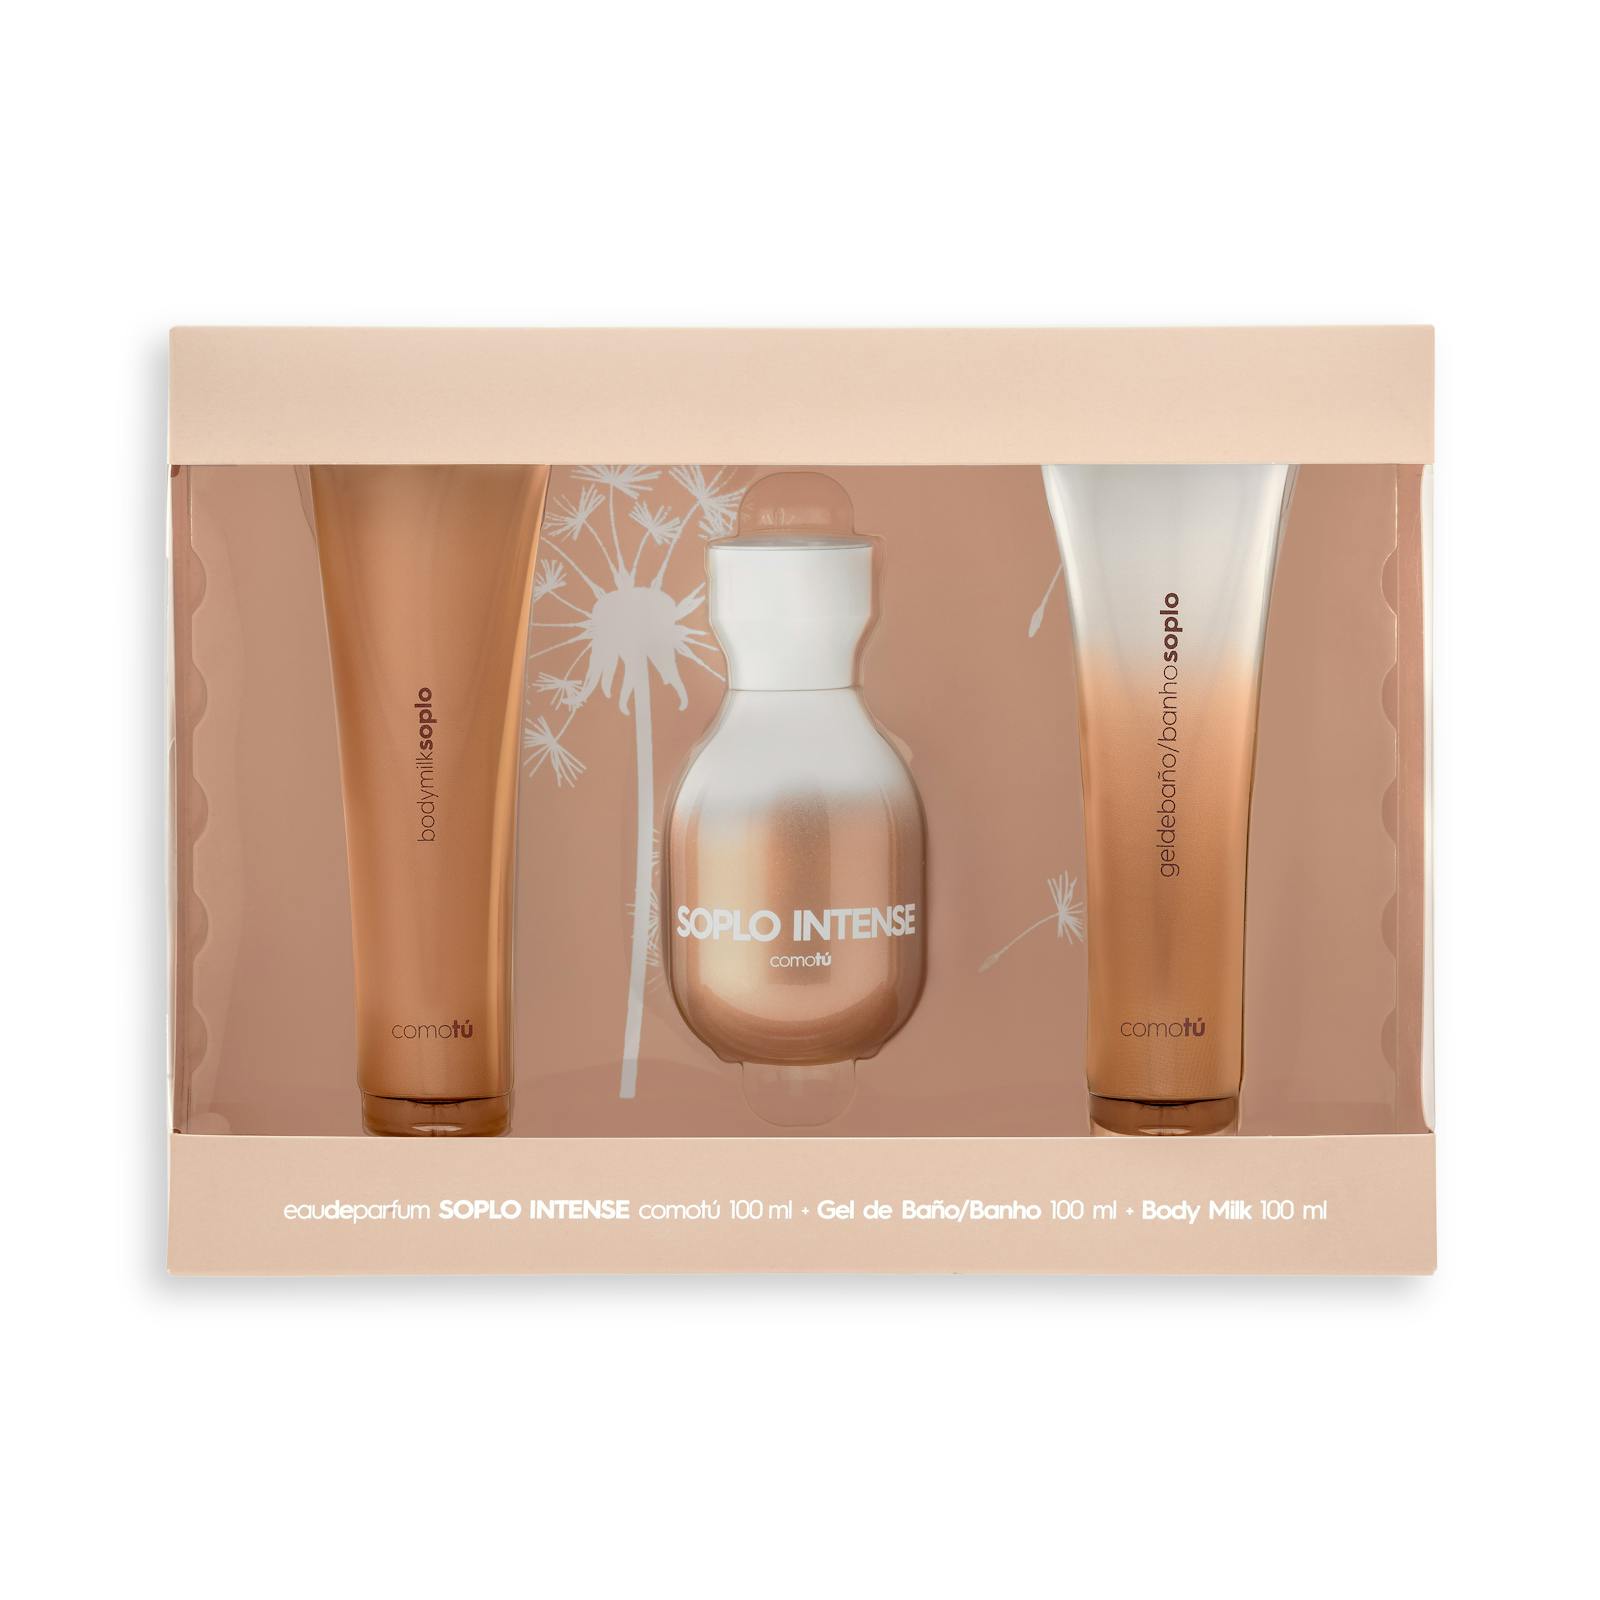 bodymilksoplo
comotú
SOPLO INTENSE
comotú
geldebaño/banhosoplo
comotú
eaudeparfum SOPLO INTENSE comotú 100 ml + Gel de Baño/Banho 100 ml + Body Milk 100 ml